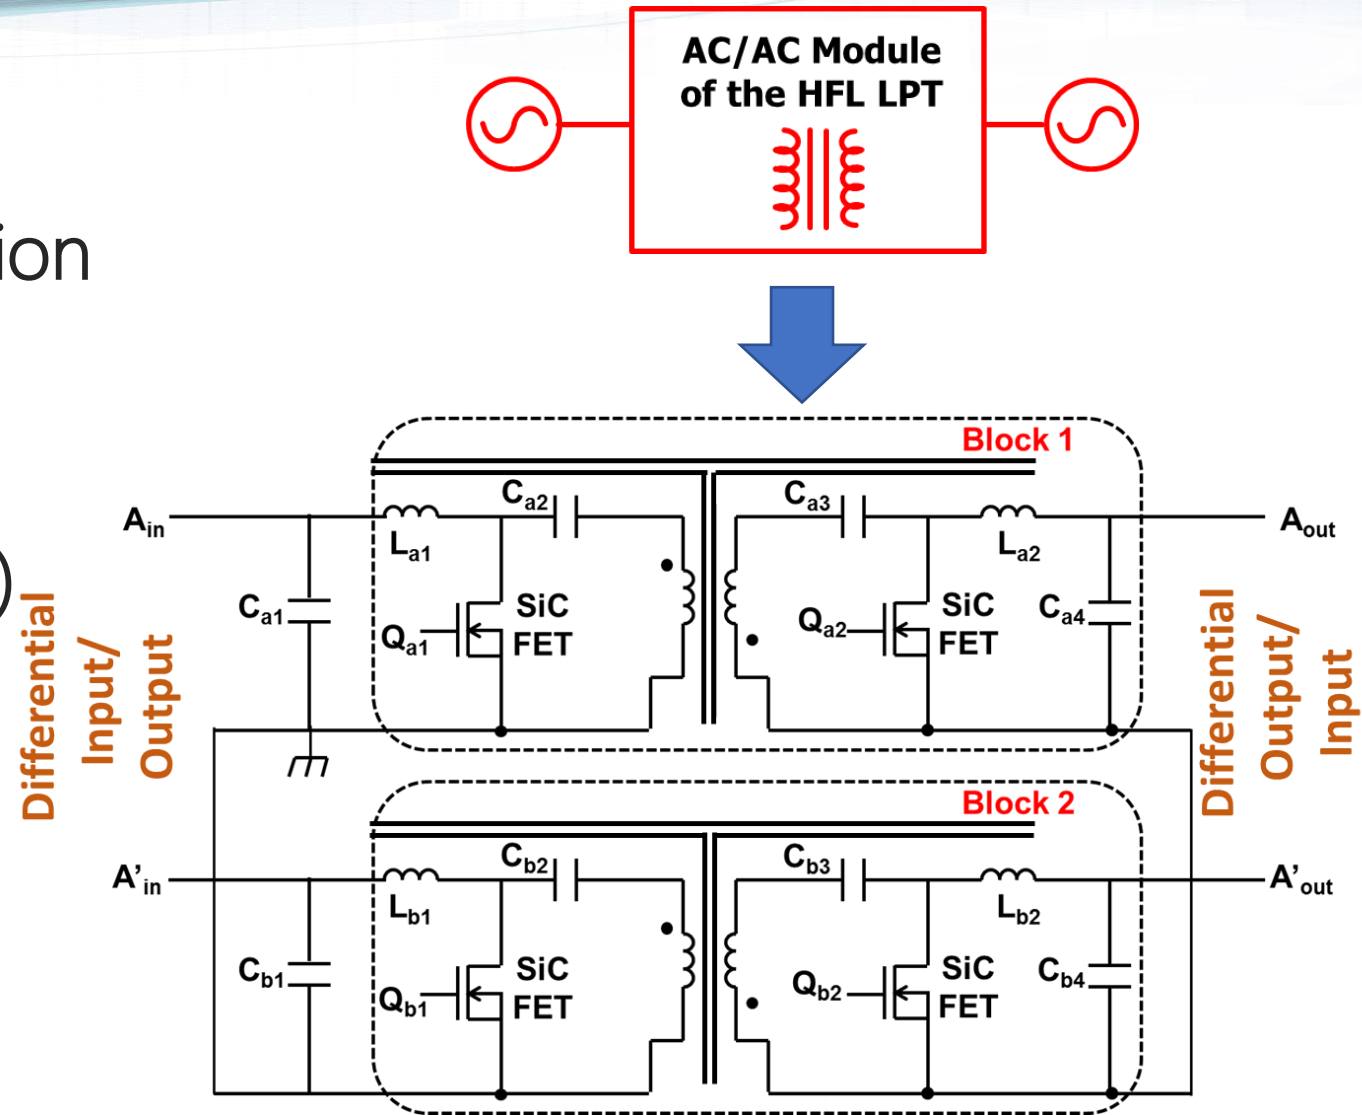 AC/AC Module
of the HFL LPT
ion
)
Block 1
Ca2
Ca3
Ain
Aout
La1
La2
Ca1
SiC
FET
Qa1
Qa2
SiC
FET
Ca4
Differential
Input/
Output
Differential
Output/
Input
Block 2
Cb2
Cb3
A'in
A'out
Lb1
Lb2
Cb1
SiC
FET
Qb1
Qb2
SiC
FET
Cb4